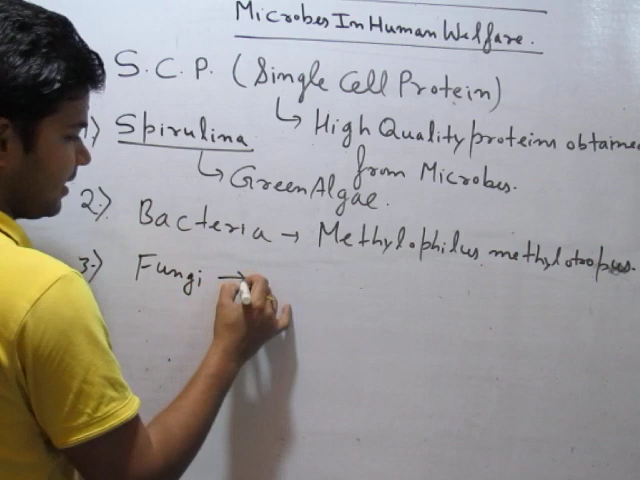 Microbes In Human Welfare.
S.C.P. (Single Cell Protein)
↳ High Quality proteins obtained
from Microbes.
1) Spirulina
↳ Green Algae.
2.) Bacteria → Methylophilus methylotropus.
3.) Fungi →